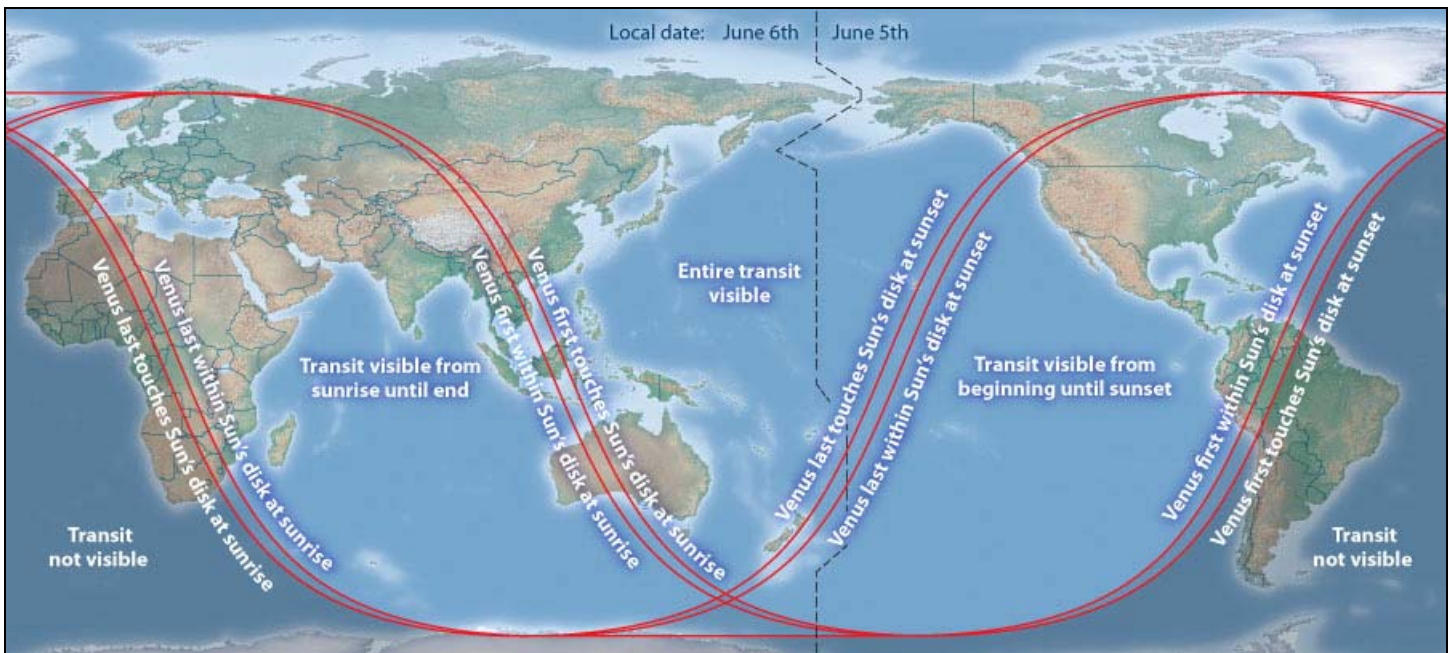 Local date: June 6th
June 5th
Entire transit
visible
Transit visible from
sunrise until end
Transit visible from
beginning until sunset
Venus last touches Sun's disk at sunrise
Venus last within Sun's disk at sunrise
Venus first within Sun's disk at sunrise
Venus first touches Sun's disk at sunrise
Venus last touches Sun's disk at sunset
Venus last within Sun's disk at sunset
Venus first within Sun's disk at sunset
Venus first touches Sun's disk at sunset
Transit
not visible
Transit
not visible